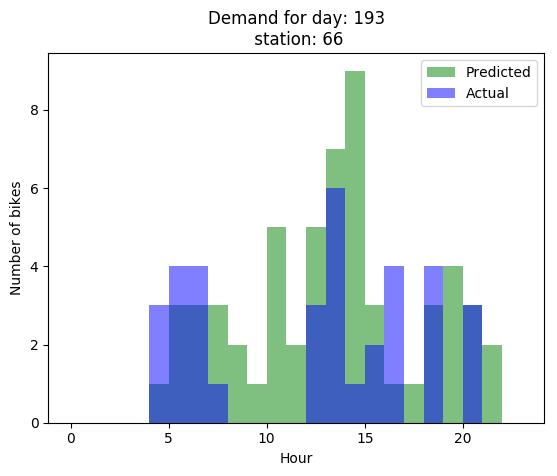 Demand for day: 193
station: 66
Predicted
Actual
Number of bikes
8
6
4
2
0
0 5 10 15 20
Hour